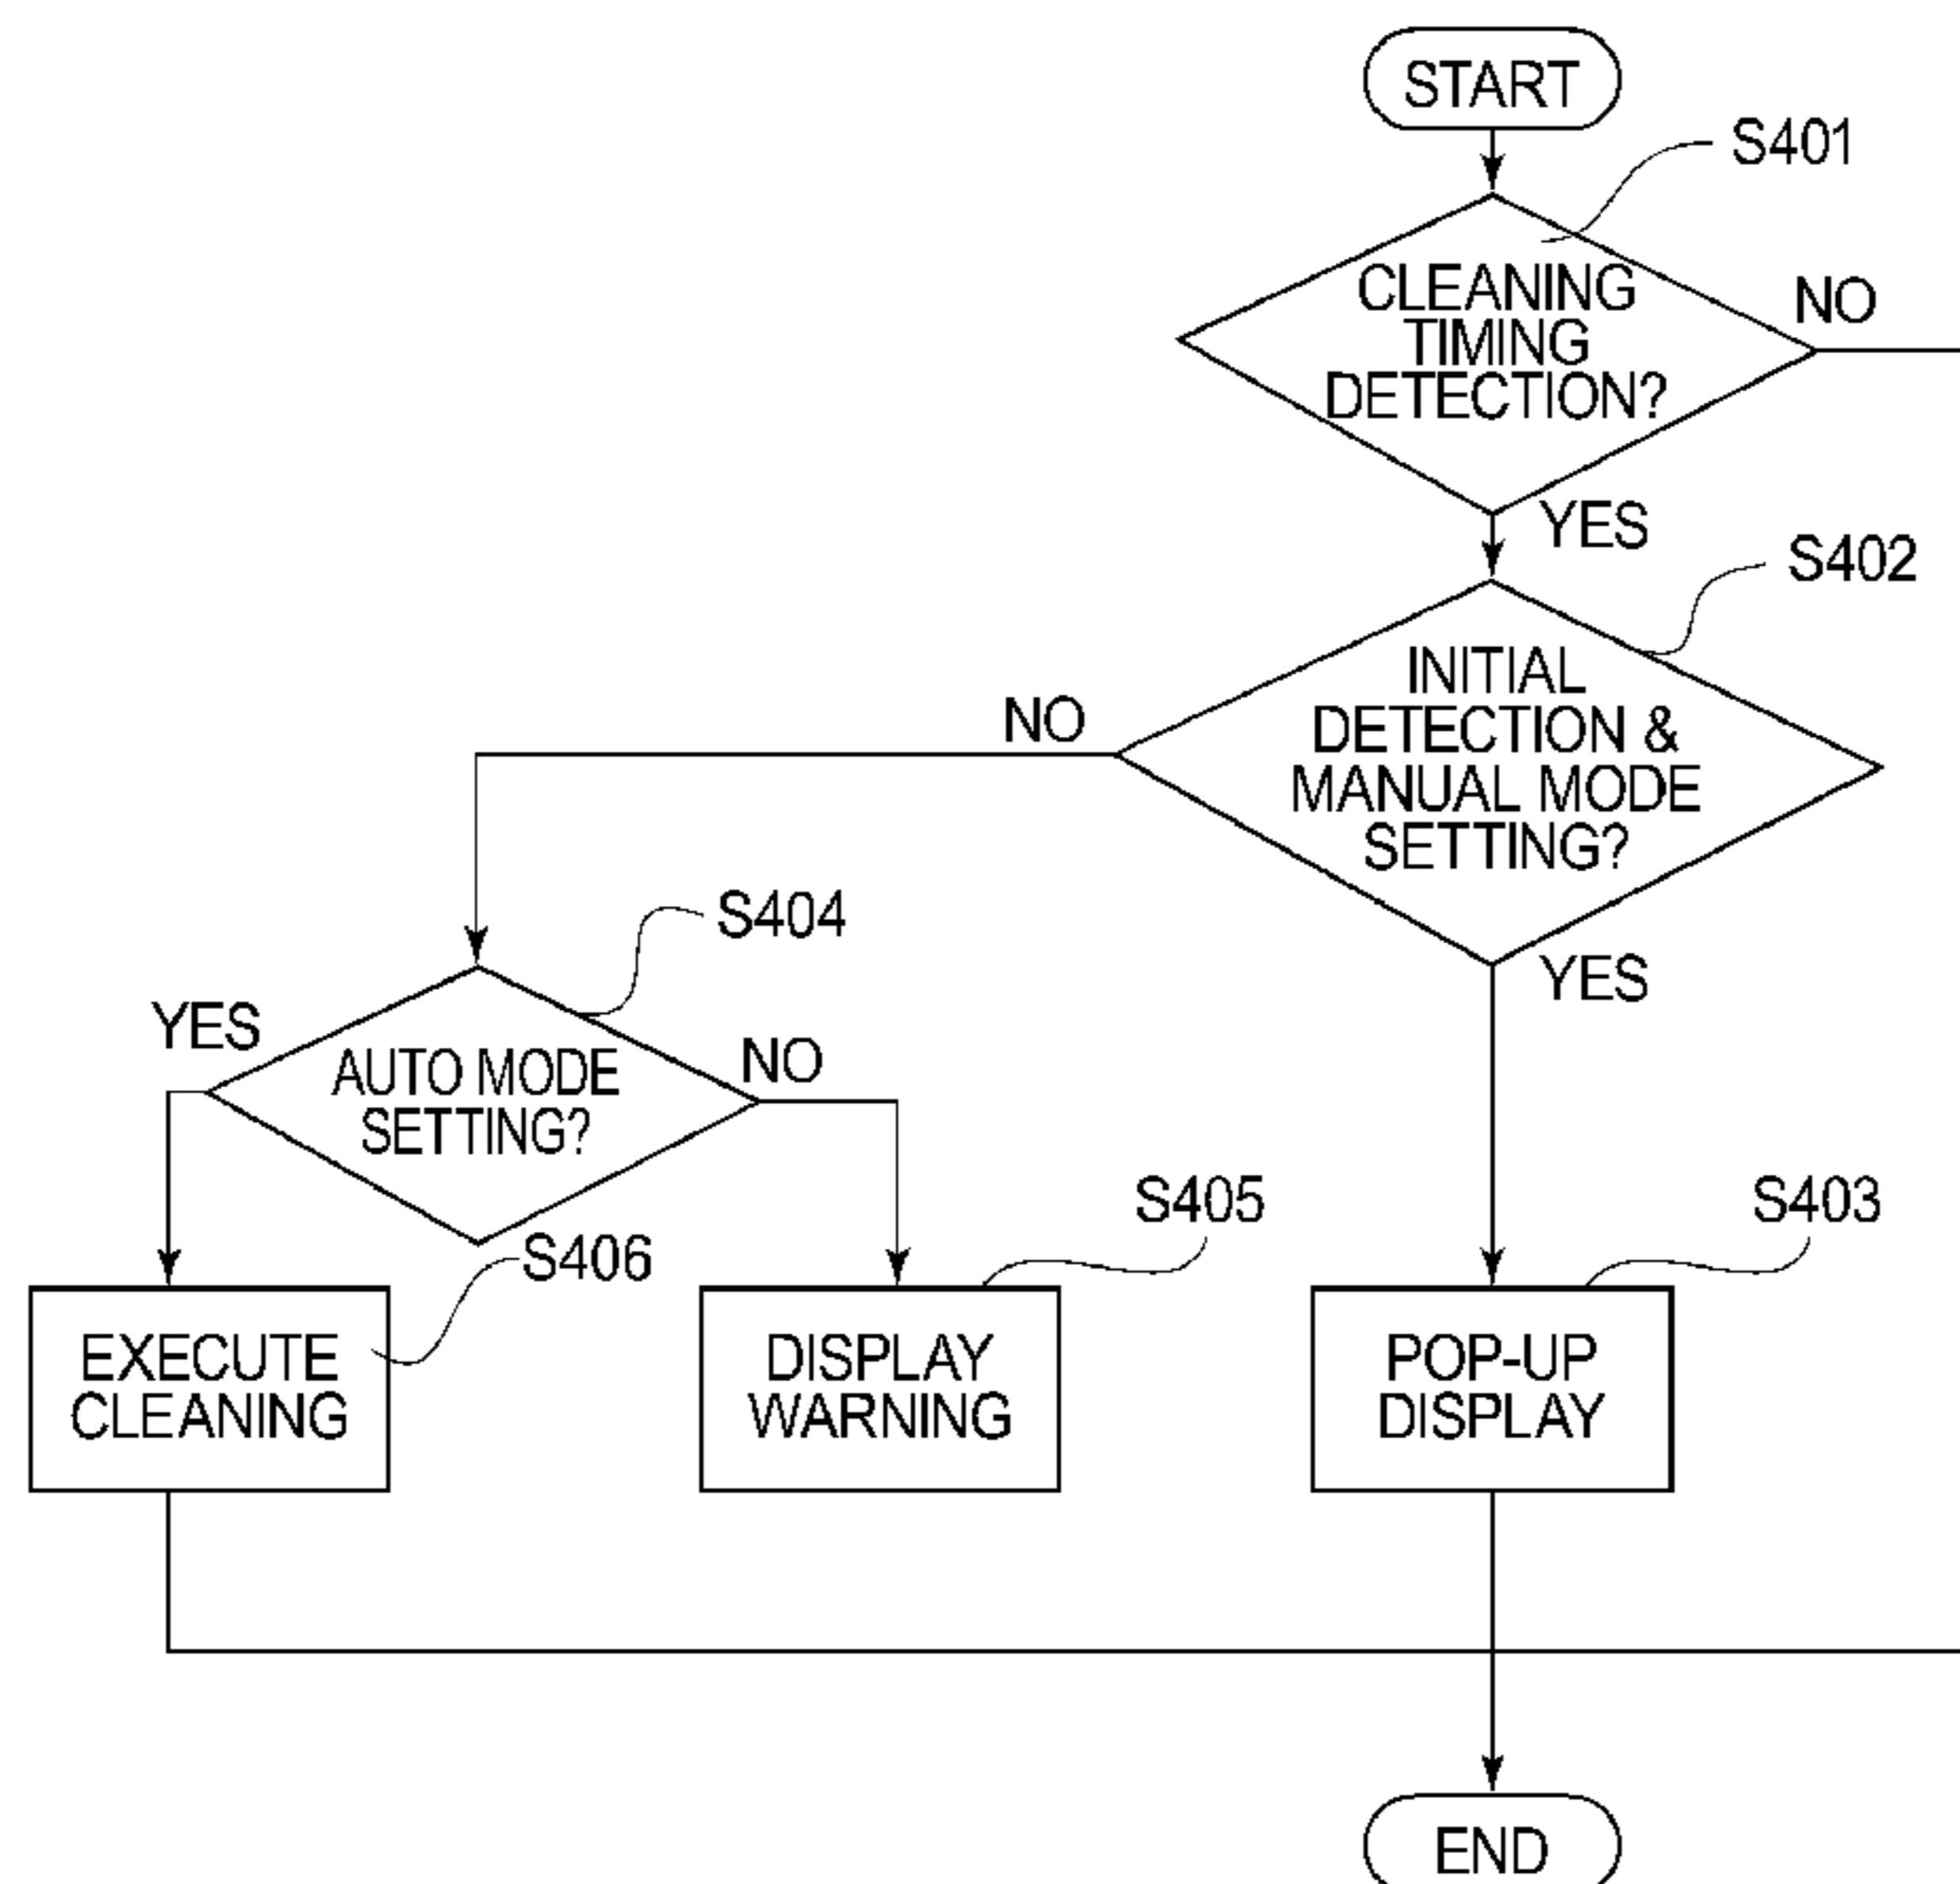 START
S401
CLEANING
TIMING
DETECTION?
NO
YES
S402
INITIAL
DETECTION &
MANUAL MODE
SETTING?
NO
YES
S404
AUTO MODE
SETTING?
YES
NO
S406
EXECUTE
CLEANING
S405
DISPLAY
WARNING
S403
POP-UP
DISPLAY
END